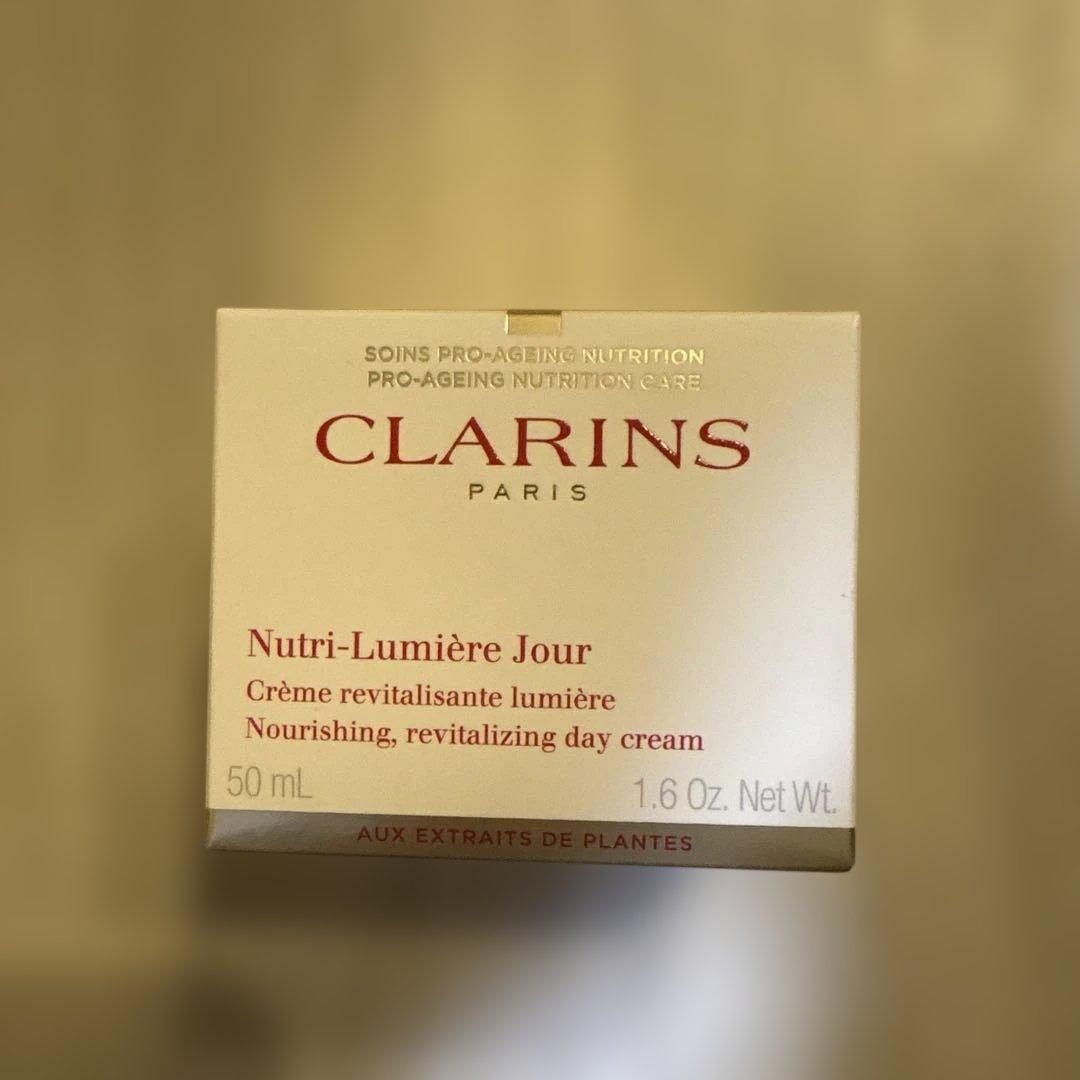 SOINS PRO-AGEING NUTRITION
PRO-AGEING NUTRITION CARE
CLARINS
PARIS
Nutri-Lumière Jour
Crème revitalisante lumière
Nourishing, revitalizing day cream
50 mL 1.6 Oz. Net Wt.
AUX EXTRAITS DE PLANTES